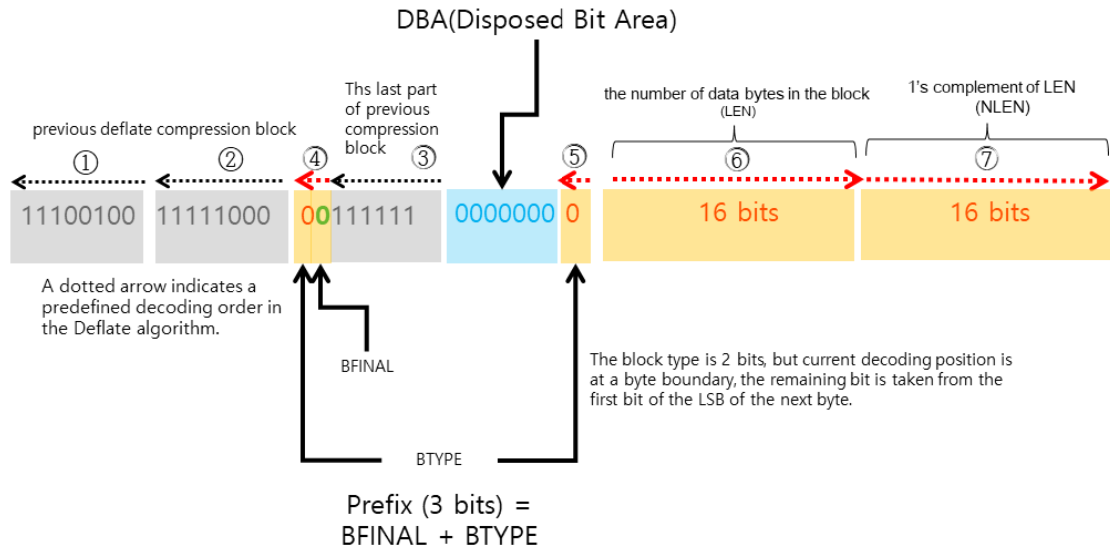 DBA(Disposed Bit Area)
Ths last part
of previous
compression
block
previous deflate compression block
the number of data bytes in the block
(LEN)
1's complement of LEN
(NLEN)
① ② ④ ③ ⑤ ⑥ ⑦
11100100 11111000 00111111 0000000 0 16 bits 16 bits
A dotted arrow indicates a
predefined decoding order in
the Deflate algorithm.
BFINAL
The block type is 2 bits, but current decoding position is
at a byte boundary, the remaining bit is taken from the
first bit of the LSB of the next byte.
BTYPE
Prefix (3 bits) =
BFINAL + BTYPE